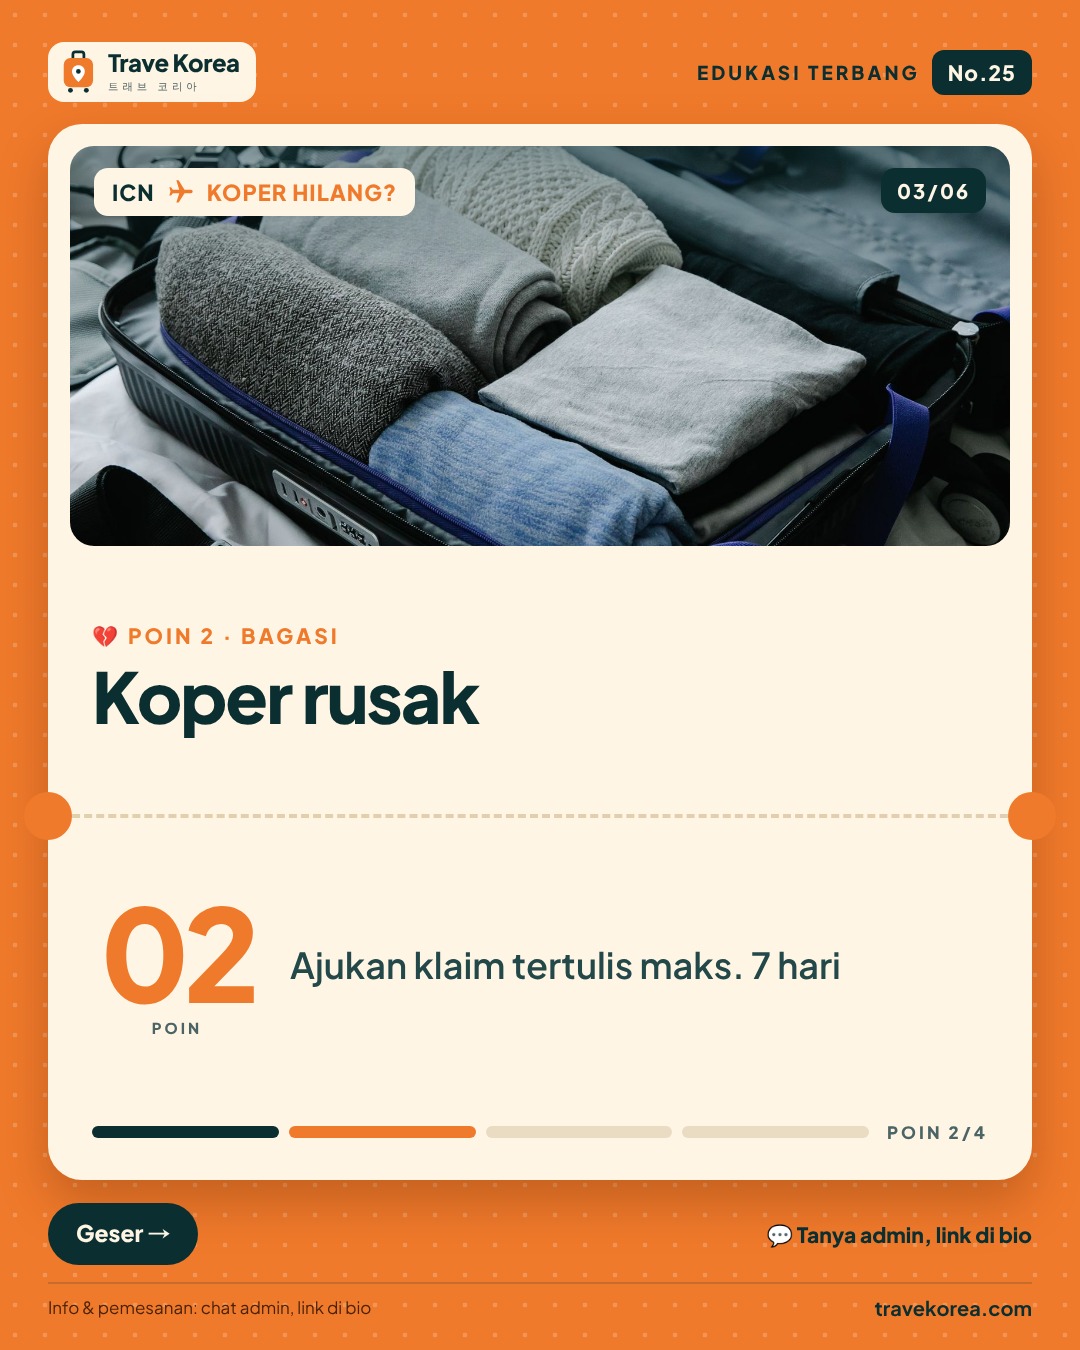 Trave Korea
트래브 코리아
EDUKASI TERBANG
No.25
ICN ✈ KOPER HILANG?
03/06
💔 POIN 2 · BAGASI
Koper rusak
02
POIN
Ajukan klaim tertulis maks. 7 hari
POIN 2/4
Geser →
💬 Tanya admin, link di bio
Info & pemesanan: chat admin, link di bio
travekorea.com